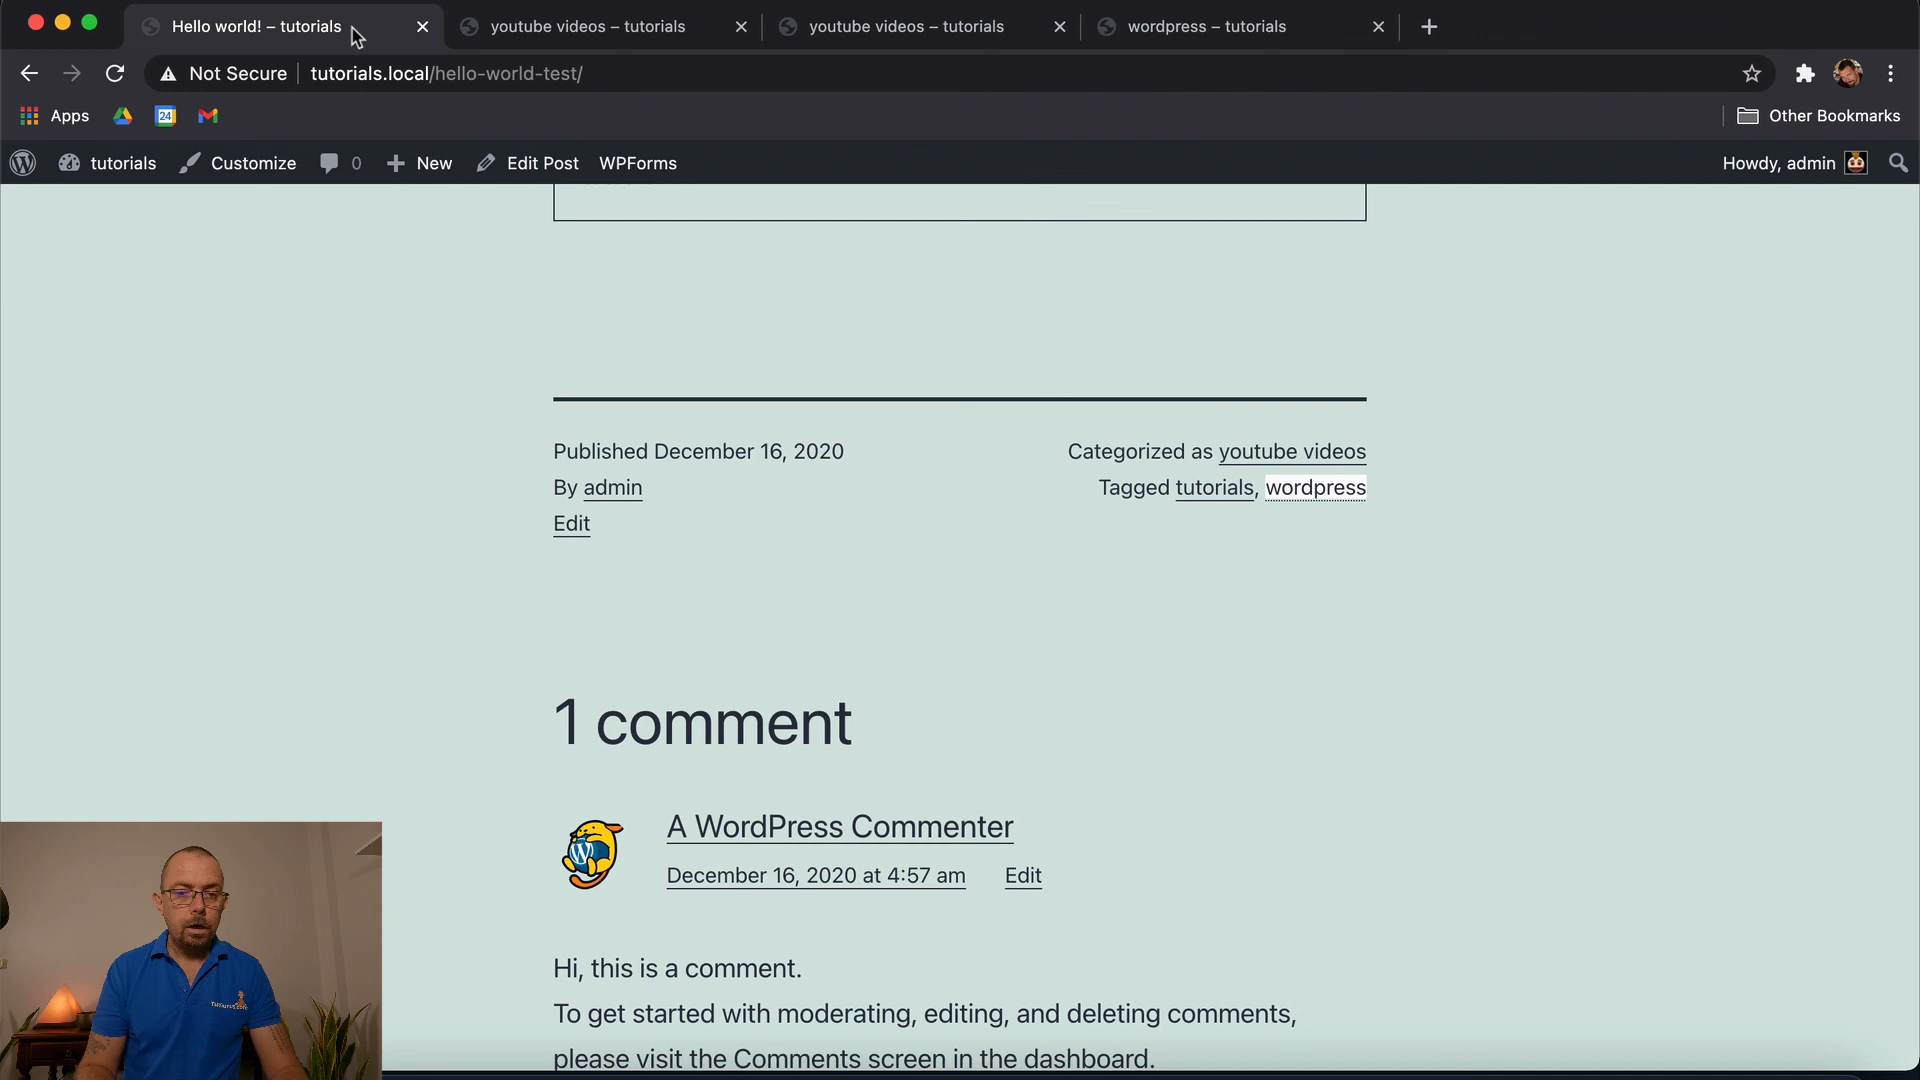 Hello world! – tutorials
youtube videos – tutorials
youtube videos – tutorials
wordpress – tutorials
Not Secure
tutorials.local/hello-world-test/
Apps
24
Other Bookmarks
tutorials
Customize
0
New
Edit Post
WPForms
Howdy, admin
Published December 16, 2020
By admin
Edit
Categorized as youtube videos
Tagged tutorials, wordpress
1 comment
A WordPress Commenter
December 16, 2020 at 4:57 am
Edit
Hi, this is a comment.
To get started with moderating, editing, and deleting comments,
please visit the Comments screen in the dashboard.